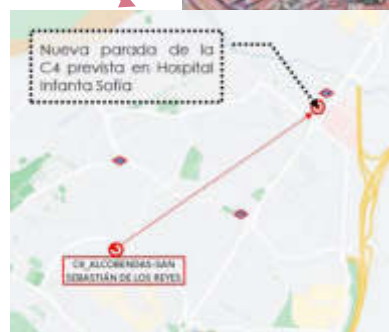 Nueva parada de la
C4 prevista en Hospital
Infanta Sofía
C4_ALCOBENDAS-SAN
SEBASTIÁN DE LOS REYES